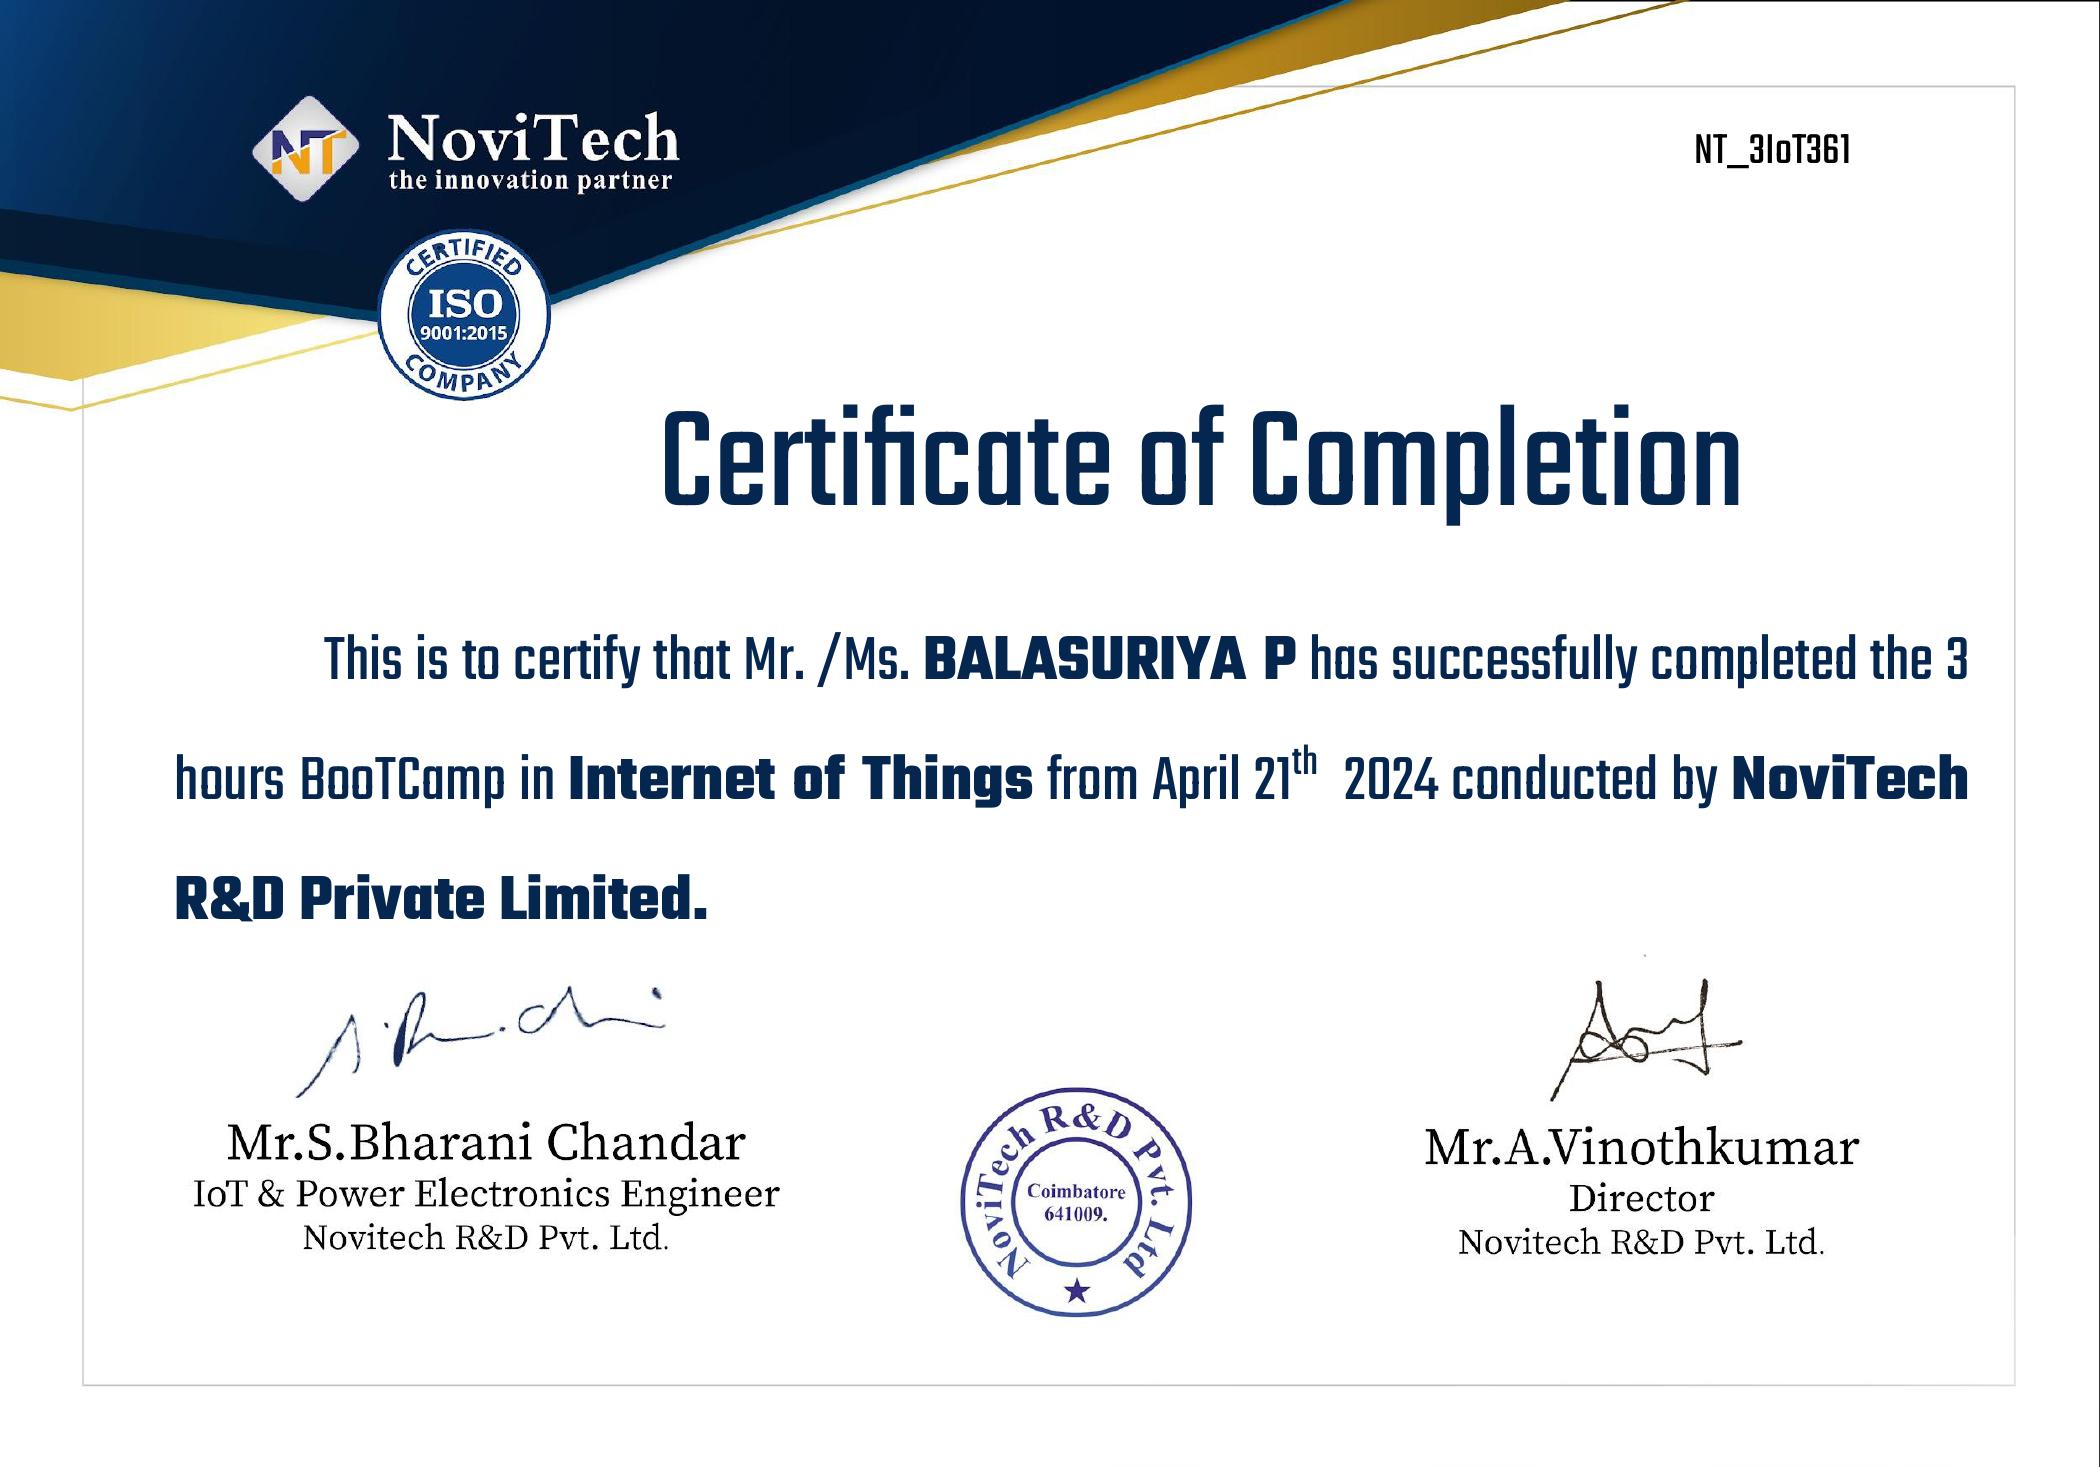 NT
NoviTech
the innovation partner
NT_3IoT361
CERTIFIED
ISO
9001:2015
COMPANY
Certificate of Completion
This is to certify that Mr. /Ms. BALASURIYA P has successfully completed the 3
hours BooTCamp in Internet of Things from April 21th 2024 conducted by NoviTech
R&D Private Limited.
Mr.S.Bharani Chandar
IoT & Power Electronics Engineer
Novitech R&D Pvt. Ltd.
NoviTech R&D Pvt. Ltd
Coimbatore
641009.
Mr.A.Vinothkumar
Director
Novitech R&D Pvt. Ltd.